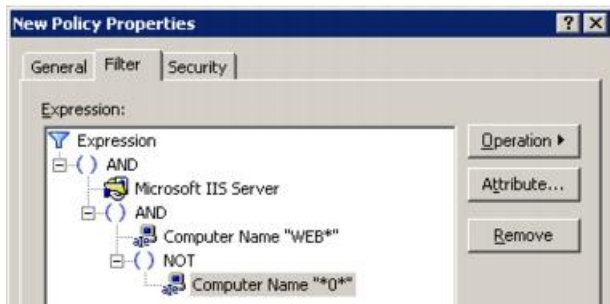 New Policy Properties
General Filter Security
Expression:
Expression
AND
Microsoft IIS Server
AND
Computer Name "WEB*"
NOT
Computer Name "*0*"
Operation
Attribute...
Remove